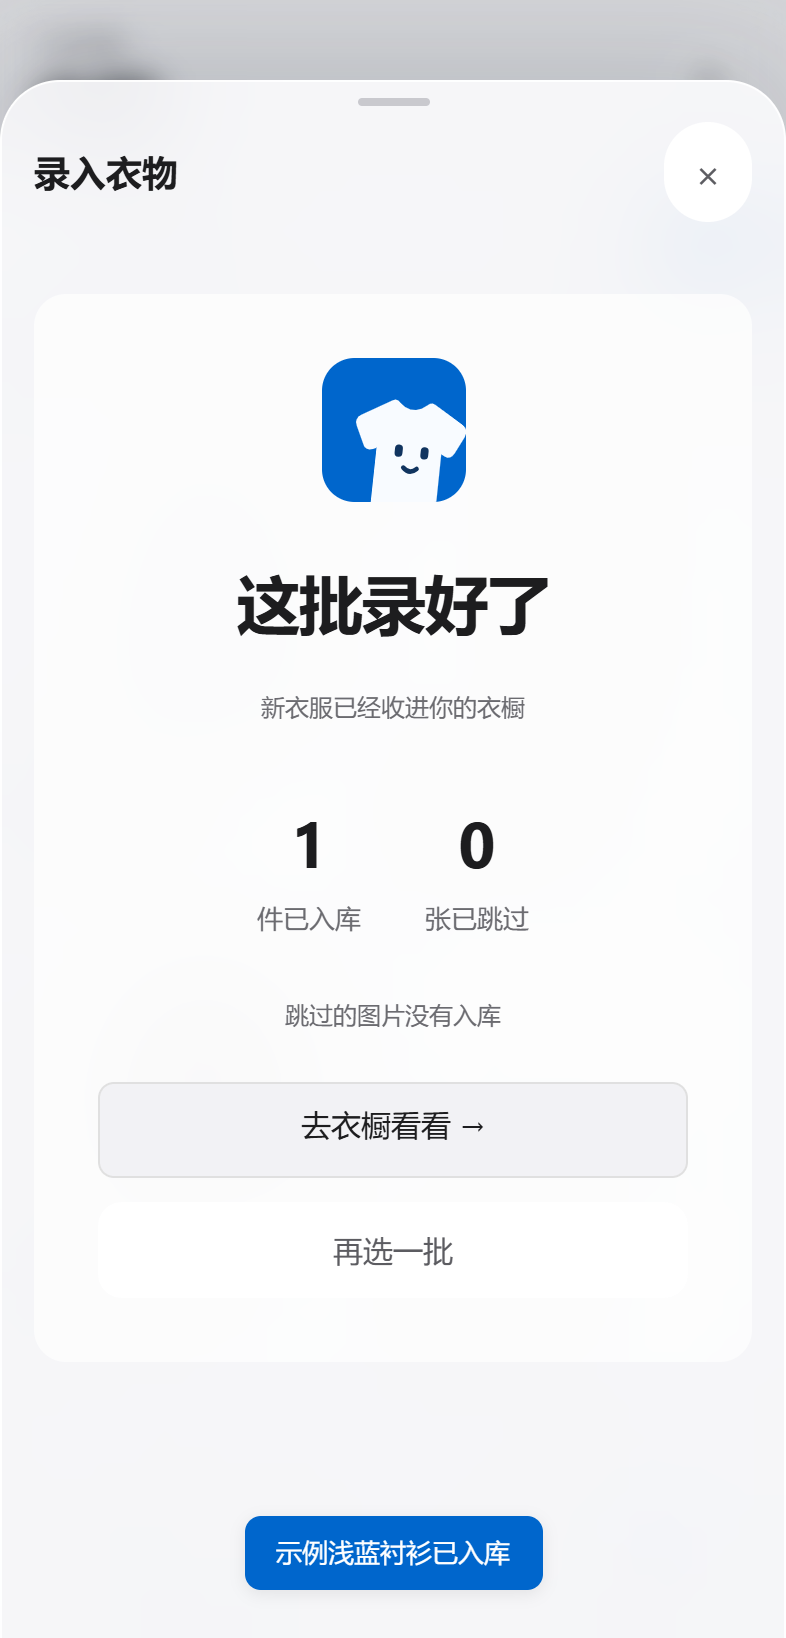 录入衣物
×
这批录好了
新衣服已经收进你的衣橱
1 0
件已入库 张已跳过
跳过的图片没有入库
去衣橱看看 →
再选一批
示例浅蓝衬衫已入库